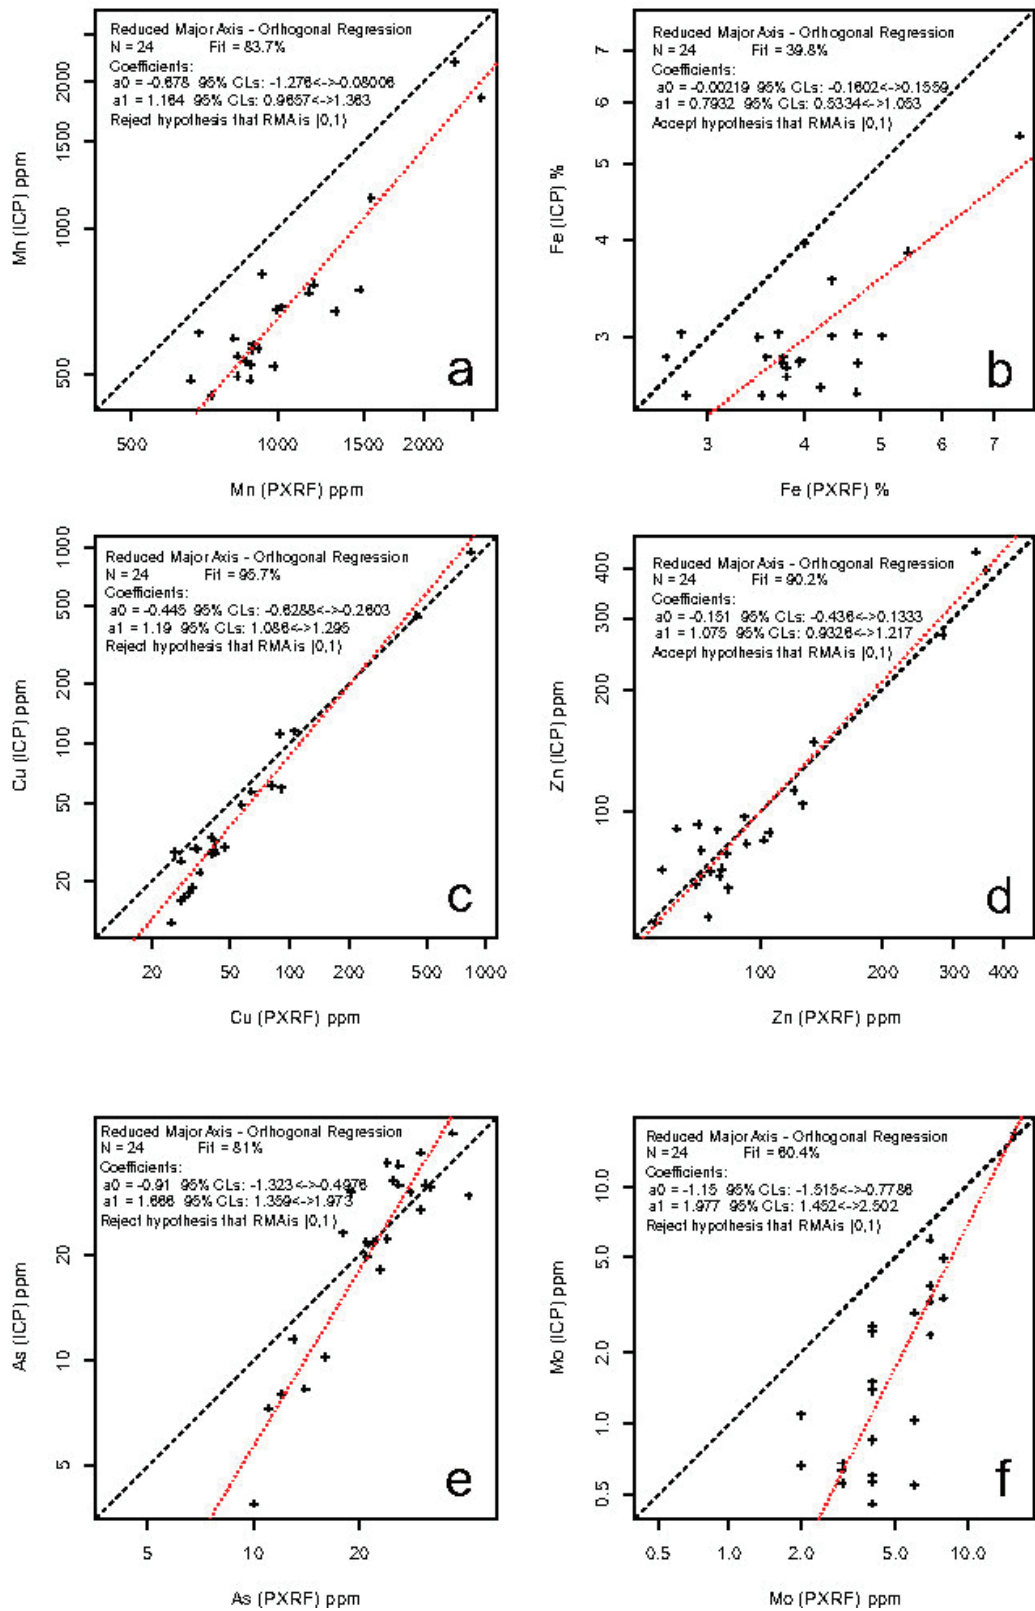 Reduced Major Axis - Orthogonal Regression
N = 24 Fit = 83.7%
Coefficients:
a0 = -0.678 95% CLs: -1.276<->-0.08006
a1 = 1.164 95% CLs: 0.9657<->1.363
Reject hypothesis that RMA is (0,1)
2000
1500
1000
500
Mn (ICP) ppm
a
500 1000 1500 2000
Mn (PXRF) ppm
Reduced Major Axis - Orthogonal Regression
N = 24 Fit = 39.8%
Coefficients:
a0 = -0.00219 95% CLs: -0.1602<->0.1559
a1 = 0.7932 95% CLs: 0.5334<->1.053
Accept hypothesis that RMA is (0,1)
7
6
5
4
3
Fe (ICP) %
b
3 4 5 6 7
Fe (PXRF) %
Reduced Major Axis - Orthogonal Regression
N = 24 Fit = 95.7%
Coefficients:
a0 = -0.445 95% CLs: -0.6288<->-0.2603
a1 = 1.19 95% CLs: 1.086<->1.295
Reject hypothesis that RMA is (0,1)
1000
500
200
100
50
20
Cu (ICP) ppm
c
20 50 100 200 500 1000
Cu (PXRF) ppm
Reduced Major Axis - Orthogonal Regression
N = 24 Fit = 90.2%
Coefficients:
a0 = -0.151 95% CLs: -0.436<->0.1333
a1 = 1.075 95% CLs: 0.9326<->1.217
Accept hypothesis that RMA is (0,1)
400
300
200
100
Zn (ICP) ppm
d
100 200 300 400
Zn (PXRF) ppm
Reduced Major Axis - Orthogonal Regression
N = 24 Fit = 81%
Coefficients:
a0 = -0.91 95% CLs: -1.323<->-0.4976
a1 = 1.666 95% CLs: 1.359<->1.973
Reject hypothesis that RMA is (0,1)
20
10
5
As (ICP) ppm
e
5 10 20
As (PXRF) ppm
Reduced Major Axis - Orthogonal Regression
N = 24 Fit = 60.4%
Coefficients:
a0 = -1.15 95% CLs: -1.515<->-0.7786
a1 = 1.977 95% CLs: 1.452<->2.502
Reject hypothesis that RMA is (0,1)
10.0
5.0
2.0
1.0
0.5
Mo (ICP) ppm
f
0.5 1.0 2.0 5.0 10.0
Mo (PXRF) ppm